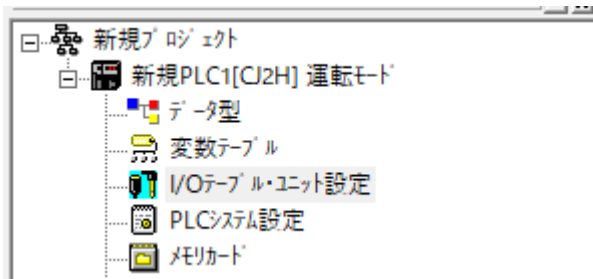 新規ﾌﾟﾛｼﾞｪｸﾄ
新規PLC1[CJ2H] 運転ﾓｰﾄﾞ
ﾃﾞｰﾀ型
変数ﾃｰﾌﾞﾙ
I/Oﾃｰﾌﾞﾙ･ﾕﾆｯﾄ設定
PLCｼｽﾃﾑ設定
ﾒﾓﾘｶｰﾄﾞ